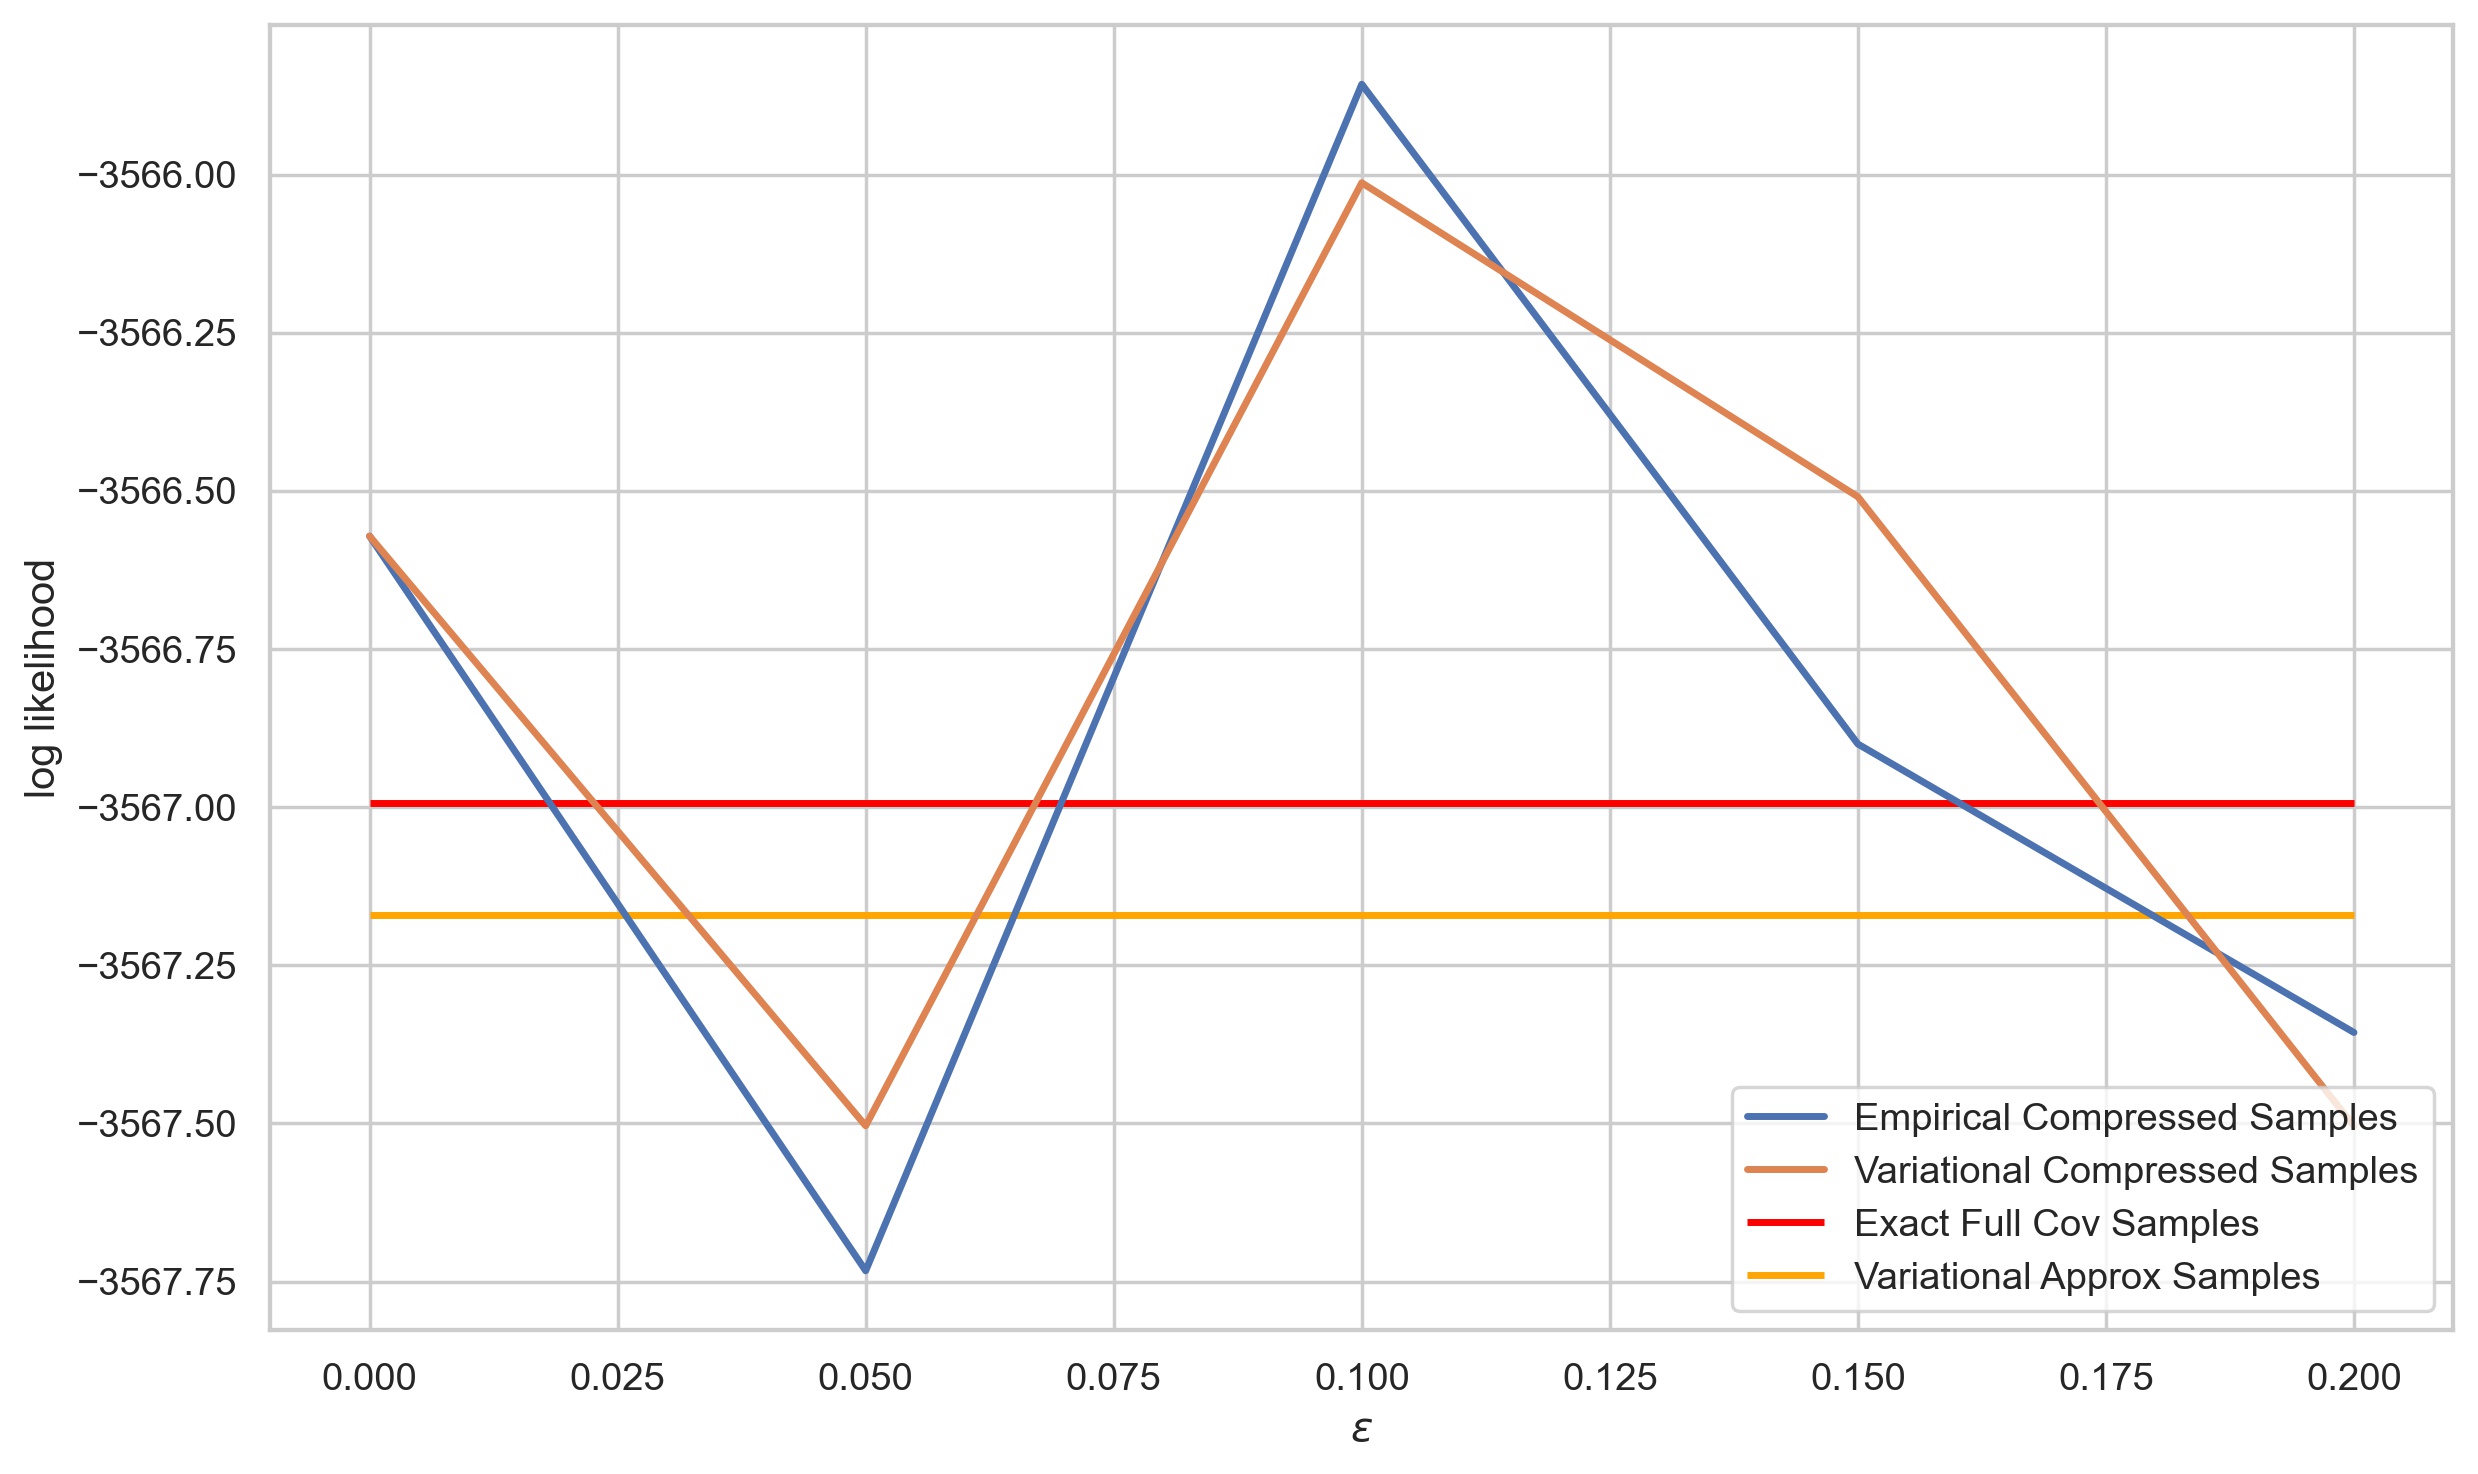 −3566.00
−3566.25
−3566.50
−3566.75
−3567.00
−3567.25
−3567.50
−3567.75
log likelihood
Empirical Compressed Samples
Variational Compressed Samples
Exact Full Cov Samples
Variational Approx Samples
0.000 0.025 0.050 0.075 0.100 0.125 0.150 0.175 0.200
ε